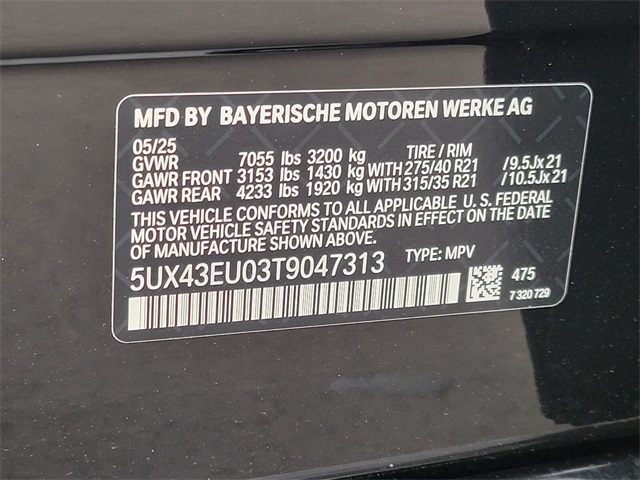 MFD BY BAYERISCHE MOTOREN WERKE AG
05/25 TIRE / RIM
GVWR 7055 lbs 3200 kg
GAWR FRONT 3153 lbs 1430 kg WITH 275/40 R21 /9.5Jx21
GAWR REAR 4233 lbs 1920 kg WITH 315/35 R21 /10.5Jx21
THIS VEHICLE CONFORMS TO ALL APPLICABLE U. S. FEDERAL
MOTOR VEHICLE SAFETY STANDARDS IN EFFECT ON THE DATE
OF MANUFACTURE SHOWN ABOVE.
5UX43EU03T9047313 TYPE: MPV
475
7 320 729